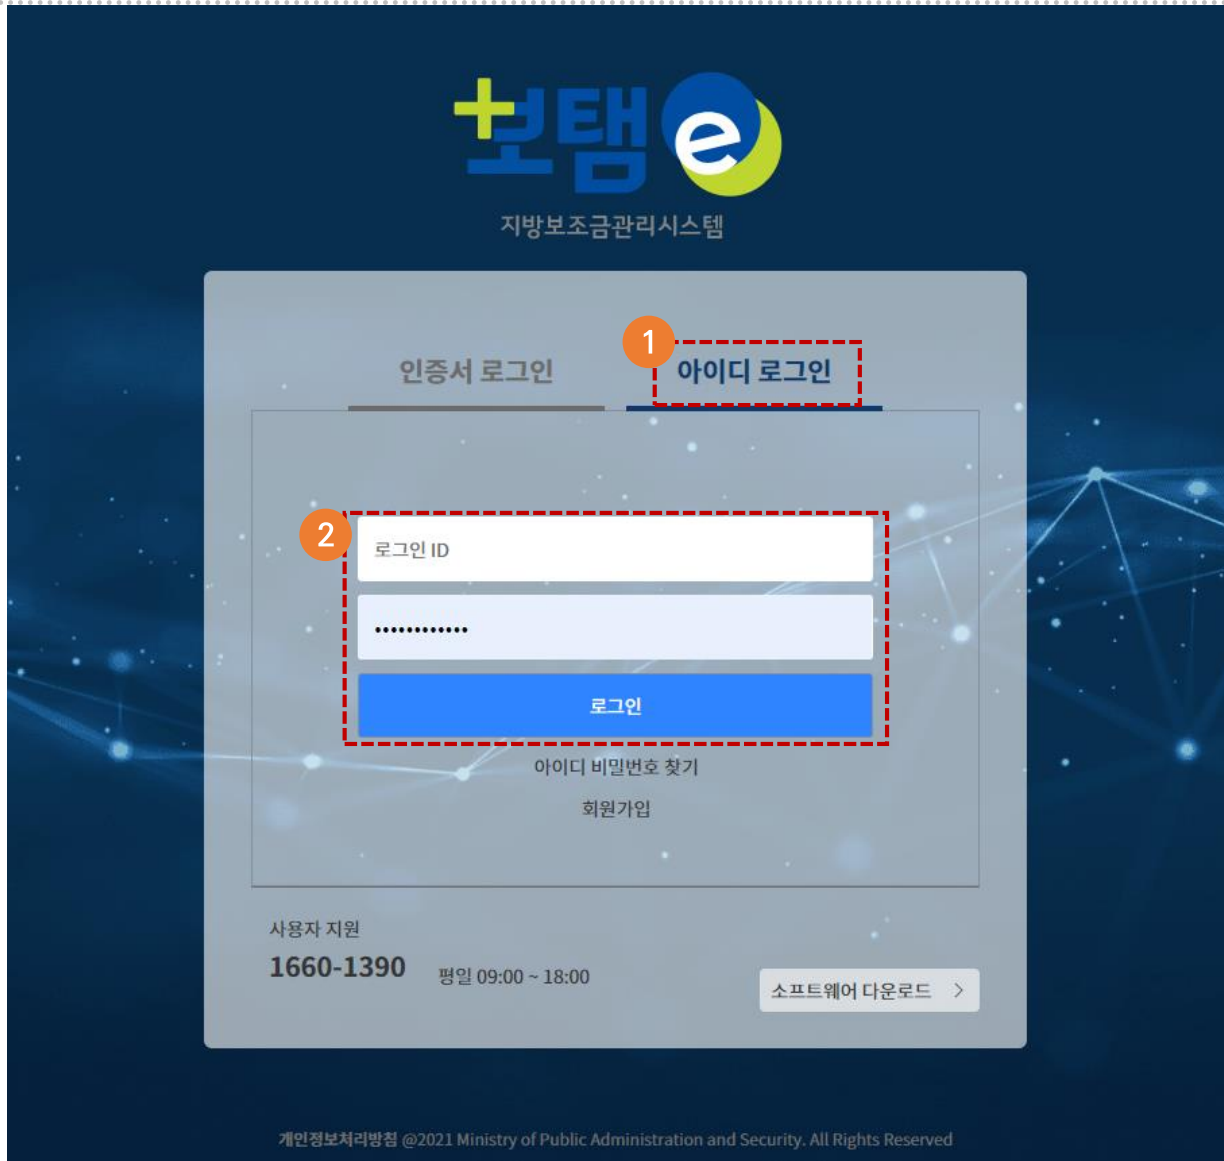 보탬e
지방보조금관리시스템
1
인증서 로그인
아이디 로그인
2
로그인 ID
••••••••••••
로그인
아이디 비밀번호 찾기
회원가입
사용자 지원
1660-1390 평일 09:00 ~ 18:00
소프트웨어 다운로드 >
개인정보처리방침 @2021 Ministry of Public Administration and Security. All Rights Reserved